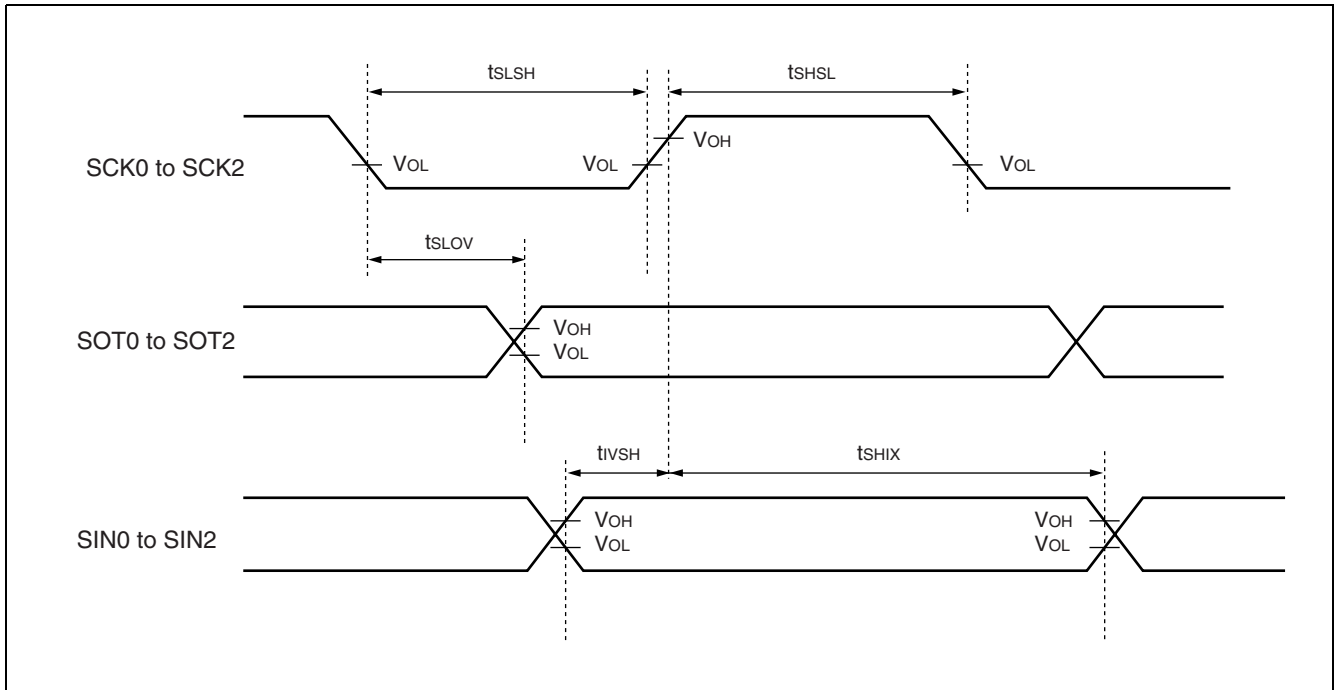 tSLSH tSHSL
VOH
SCK0 to SCK2 VOL VOL VOL
tSLOV
SOT0 to SOT2
VOH
VOL
tIVSH tSHIX
SIN0 to SIN2
VOH VOH
VOL VOL